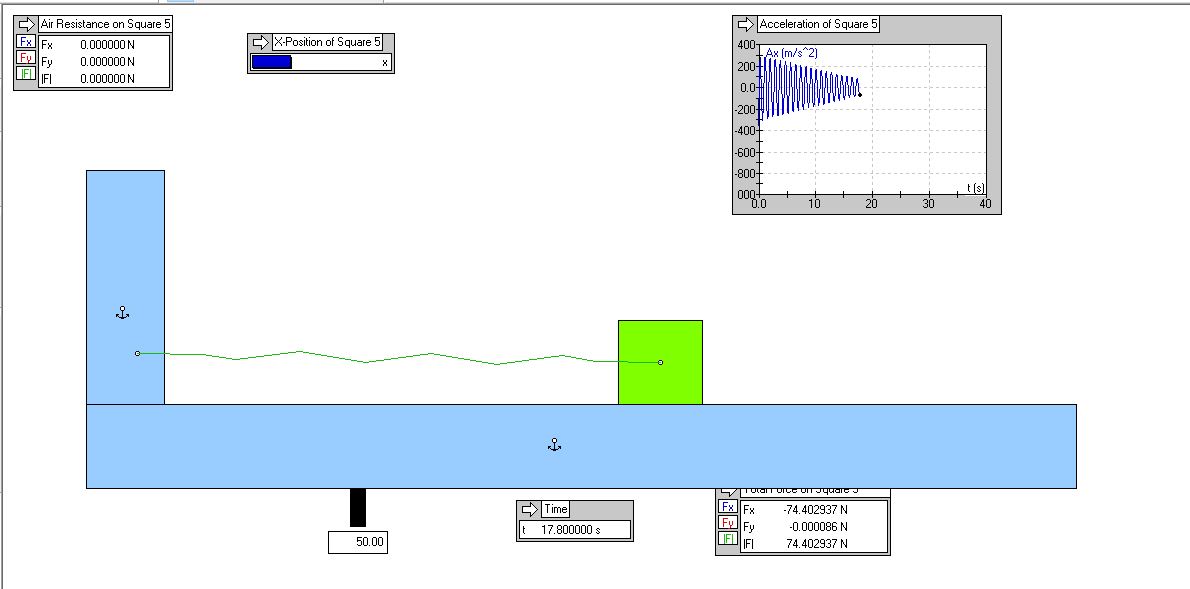 Air Resistance on Square 5
Fx Fx 0.000000 N
Fy Fy 0.000000 N
|F| |F| 0.000000 N
X-Position of Square 5
x
Acceleration of Square 5
Ax (m/s^2)
400
200
0.0
-200
-400
-600
-800
000
t (s)
0.0 10 20 30 40
50.00
Time
t 17.800000 s
Total Force on Square 5
Fx Fx -74.402937 N
Fy Fy -0.000086 N
|F| |F| 74.402937 N